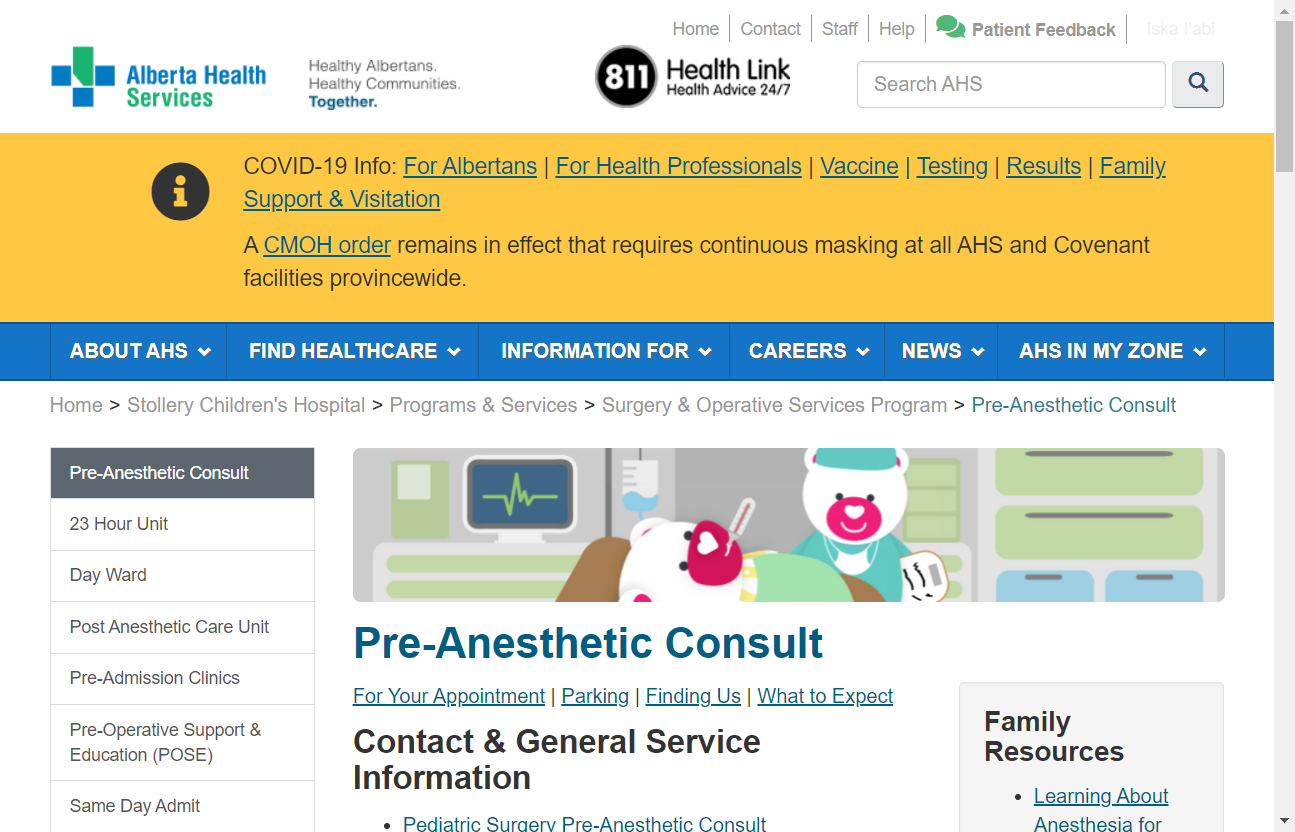 Home | Contact | Staff | Help | Patient Feedback | Iska I'abi
Alberta Health
Services
Healthy Albertans.
Healthy Communities.
Together.
811
Health Link
Health Advice 24/7
Search AHS
COVID-19 Info: For Albertans | For Health Professionals | Vaccine | Testing | Results | Family
Support & Visitation
A CMOH order remains in effect that requires continuous masking at all AHS and Covenant
facilities provincewide.
ABOUT AHS FIND HEALTHCARE INFORMATION FOR CAREERS NEWS AHS IN MY ZONE
Home > Stollery Children's Hospital > Programs & Services > Surgery & Operative Services Program > Pre-Anesthetic Consult
Pre-Anesthetic Consult
23 Hour Unit
Day Ward
Post Anesthetic Care Unit
Pre-Admission Clinics
Pre-Operative Support &
Education (POSE)
Same Day Admit
Pre-Anesthetic Consult
For Your Appointment | Parking | Finding Us | What to Expect
Contact & General Service
Information
• Pediatric Surgery Pre-Anesthetic Consult
Family
Resources
• Learning About
Anesthesia for